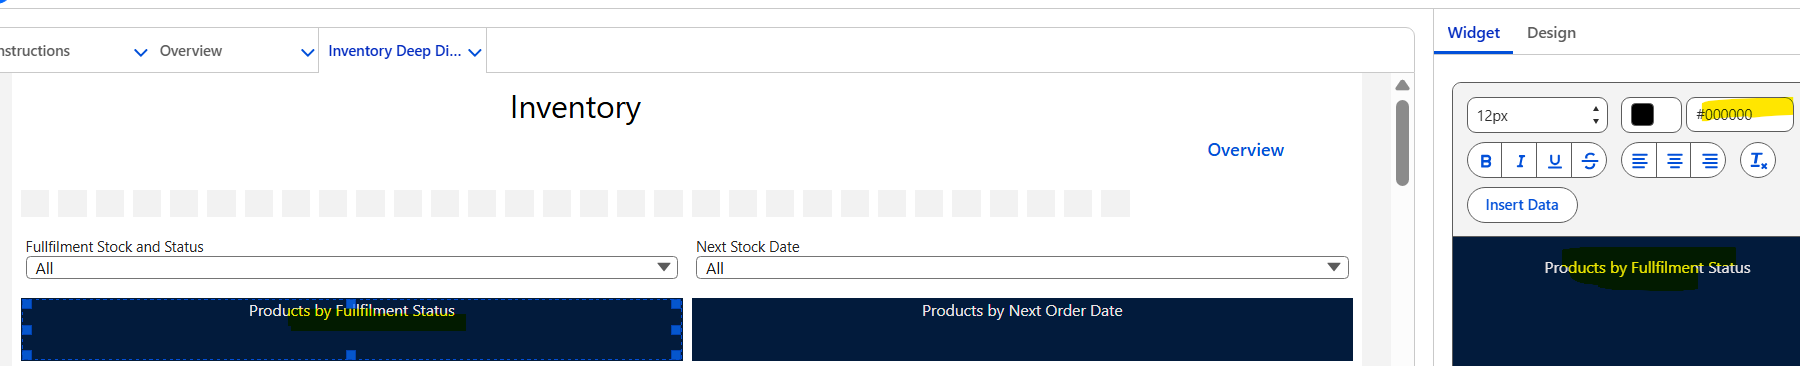 nstructions
Overview
Inventory Deep Di...
Widget
Design
Inventory
12px
#000000
Overview
B I U S
Insert Data
Fullfilment Stock and Status
Next Stock Date
All
All
Products by Fullfilment Status
Products by Fullfilment Status
Products by Next Order Date